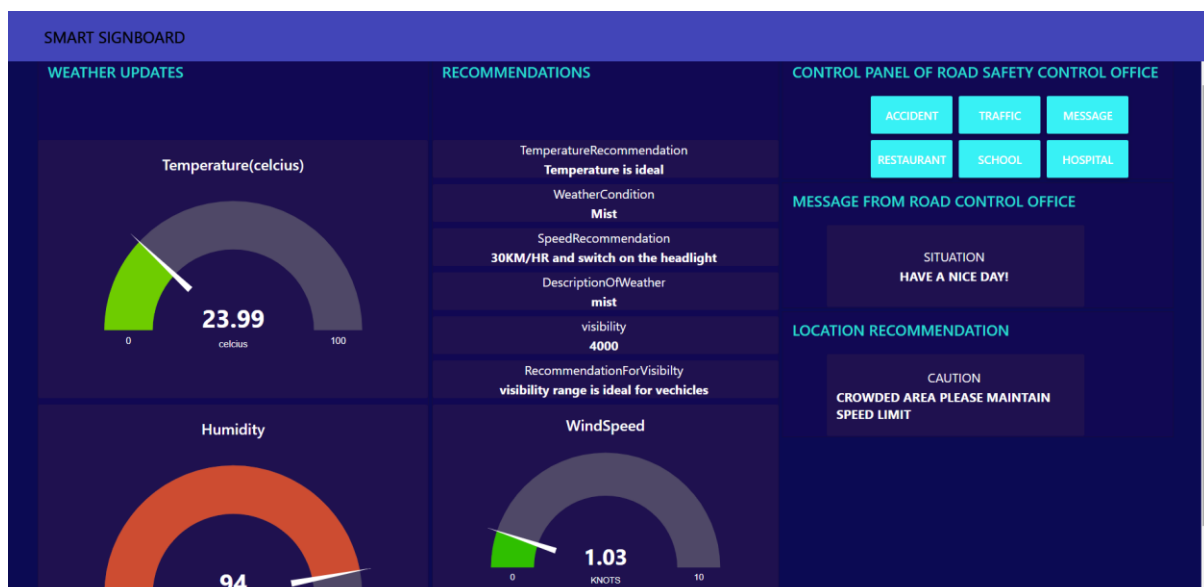 SMART SIGNBOARD
WEATHER UPDATES
Temperature(celcius)
23.99
celcius
0
100
Humidity
94
RECOMMENDATIONS
TemperatureRecommendation
Temperature is ideal
WeatherCondition
Mist
SpeedRecommendation
30KM/HR and switch on the headlight
DescriptionOfWeather
mist
visibility
4000
RecommendationForVisibilty
visibility range is ideal for vechicles
WindSpeed
1.03
KNOTS
0
10
CONTROL PANEL OF ROAD SAFETY CONTROL OFFICE
ACCIDENT TRAFFIC MESSAGE
RESTAURANT SCHOOL HOSPITAL
MESSAGE FROM ROAD CONTROL OFFICE
SITUATION
HAVE A NICE DAY!
LOCATION RECOMMENDATION
CAUTION
CROWDED AREA PLEASE MAINTAIN
SPEED LIMIT